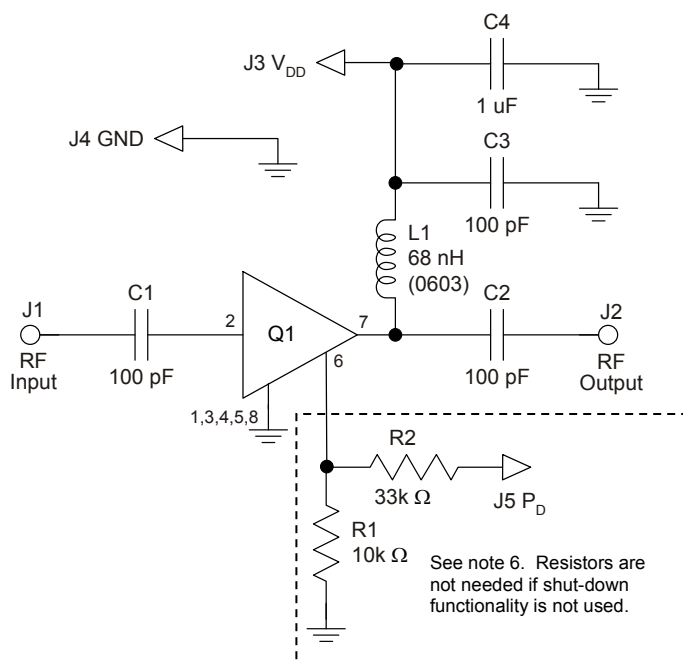 C4
J3 V_DD
1 uF
J4 GND
C3
100 pF
L1
68 nH
(0603)
J1
C1
2
Q1
7
C2
J2
RF
Input
100 pF
6
100 pF
RF
Output
1,3,4,5,8
R2
33k Ω
J5 P_D
R1
10k Ω
See note 6. Resistors are
not needed if shut-down
functionality is not used.